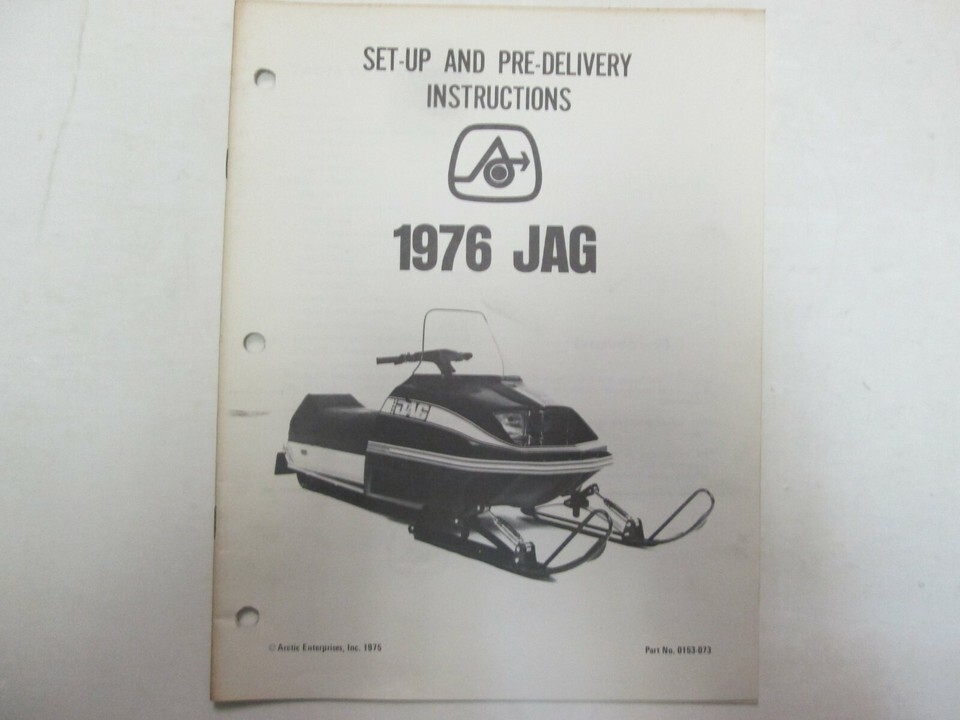 SET-UP AND PRE-DELIVERY
INSTRUCTIONS
1976 JAG
JAG
© Arctic Enterprises, Inc. 1975
Part No. 0153-073